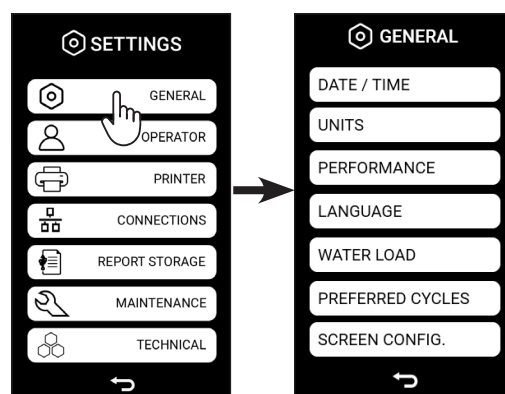 SETTINGS
GENERAL
OPERATOR
PRINTER
CONNECTIONS
REPORT STORAGE
MAINTENANCE
TECHNICAL
GENERAL
DATE / TIME
UNITS
PERFORMANCE
LANGUAGE
WATER LOAD
PREFERRED CYCLES
SCREEN CONFIG.